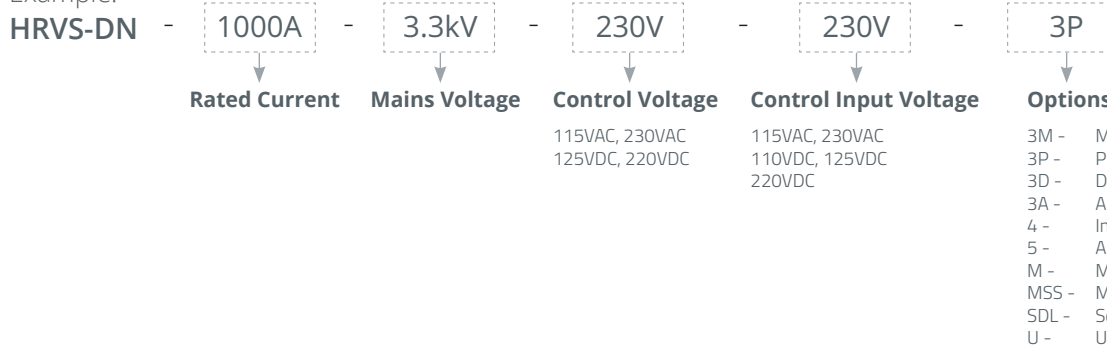 Example:
HRVS-DN - 1000A - 3.3kV - 230V - 230V - 3P
Rated Current Mains Voltage Control Voltage Control Input Voltage Options
115VAC, 230VAC
125VDC, 220VDC
115VAC, 230VAC
110VDC, 125VDC
220VDC
3M -
3P -
3D -
3A -
4 -
5 -
M -
MSS -
SDL -
U -